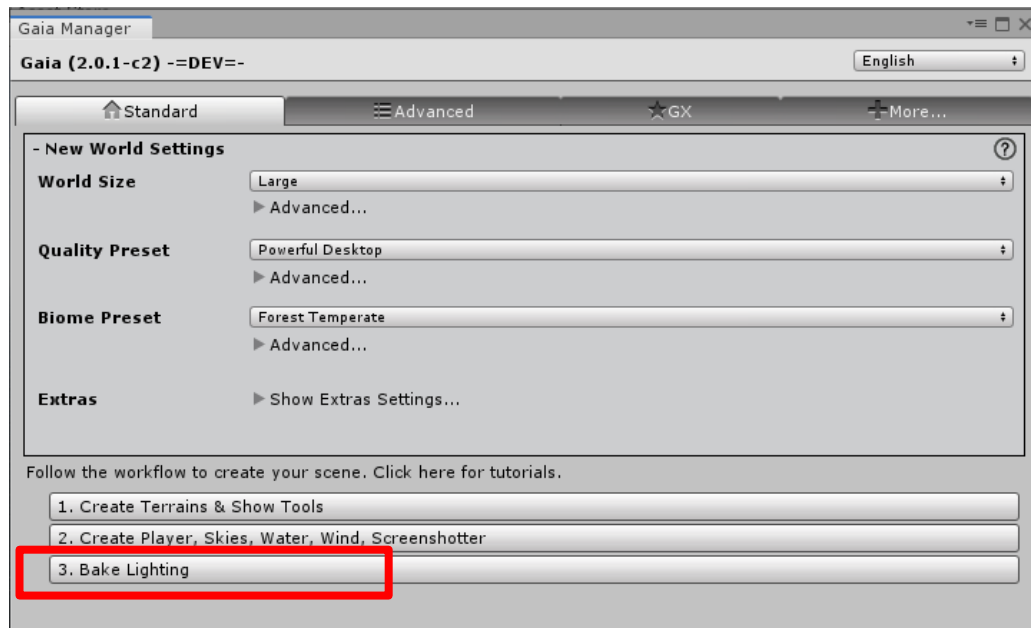 Gaia Manager
Gaia (2.0.1-c2) -=DEV=-
English
Standard
Advanced
GX
More...
- New World Settings
World Size
Large
Advanced...
Quality Preset
Powerful Desktop
Advanced...
Biome Preset
Forest Temperate
Advanced...
Extras
Show Extras Settings...
Follow the workflow to create your scene. Click here for tutorials.
1. Create Terrains & Show Tools
2. Create Player, Skies, Water, Wind, Screenshotter
3. Bake Lighting